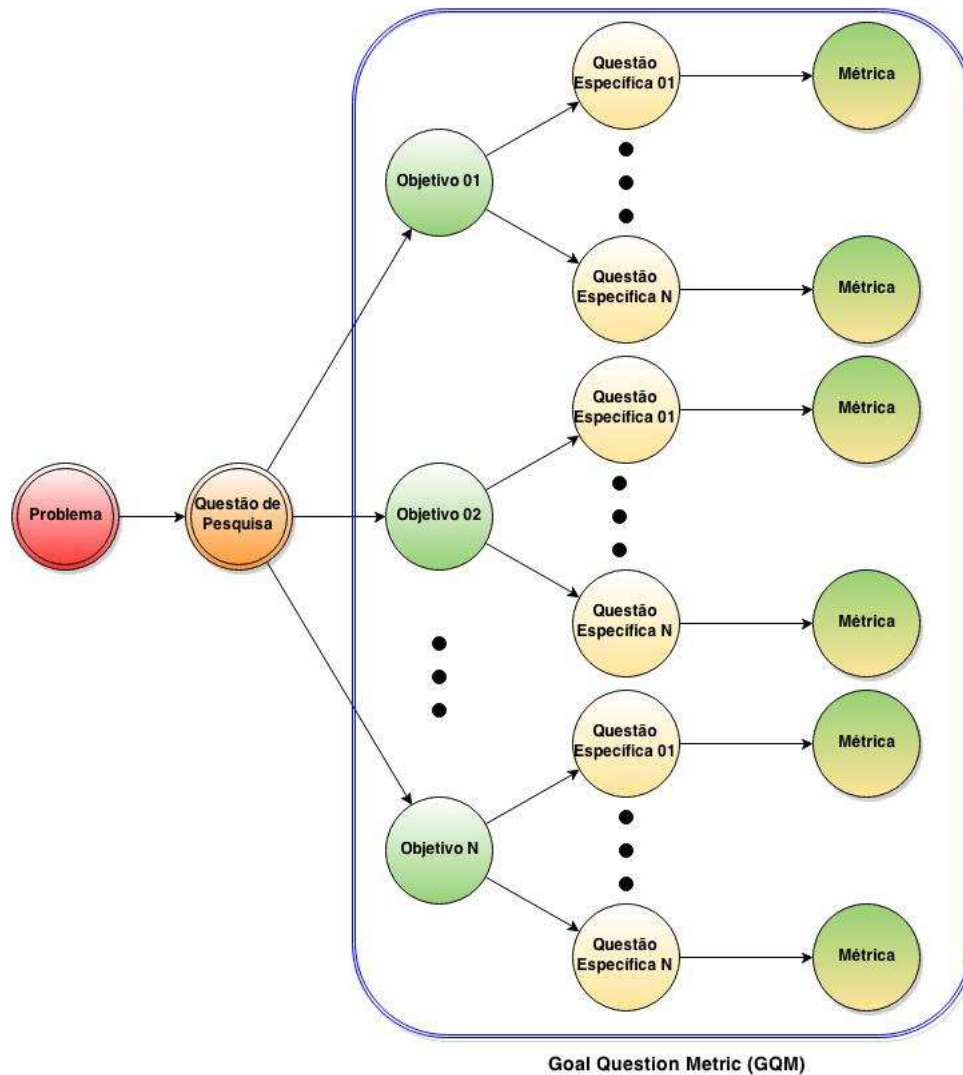 Questão
Específica 01
Métrica
Objetivo 01
Questão
Específica N
Métrica
Questão
Específica 01
Métrica
Problema
Questão de
Pesquisa
Objetivo 02
Questão
Específica N
Métrica
Questão
Específica 01
Métrica
Objetivo N
Questão
Específica N
Métrica
Goal Question Metric (GQM)